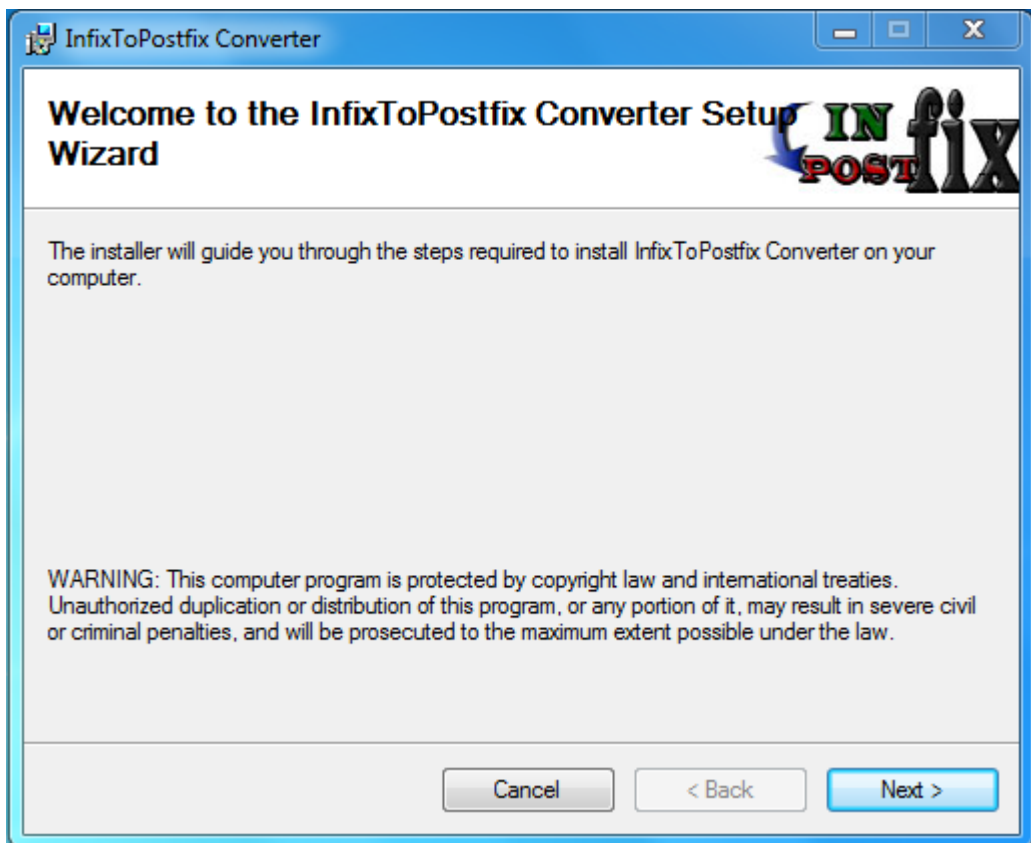 InfixToPostfix Converter
Welcome to the InfixToPostfix Converter Setup
Wizard
IN
POST
fix
The installer will guide you through the steps required to install InfixToPostfix Converter on your
computer.
WARNING: This computer program is protected by copyright law and international treaties.
Unauthorized duplication or distribution of this program, or any portion of it, may result in severe civil
or criminal penalties, and will be prosecuted to the maximum extent possible under the law.
Cancel < Back Next >